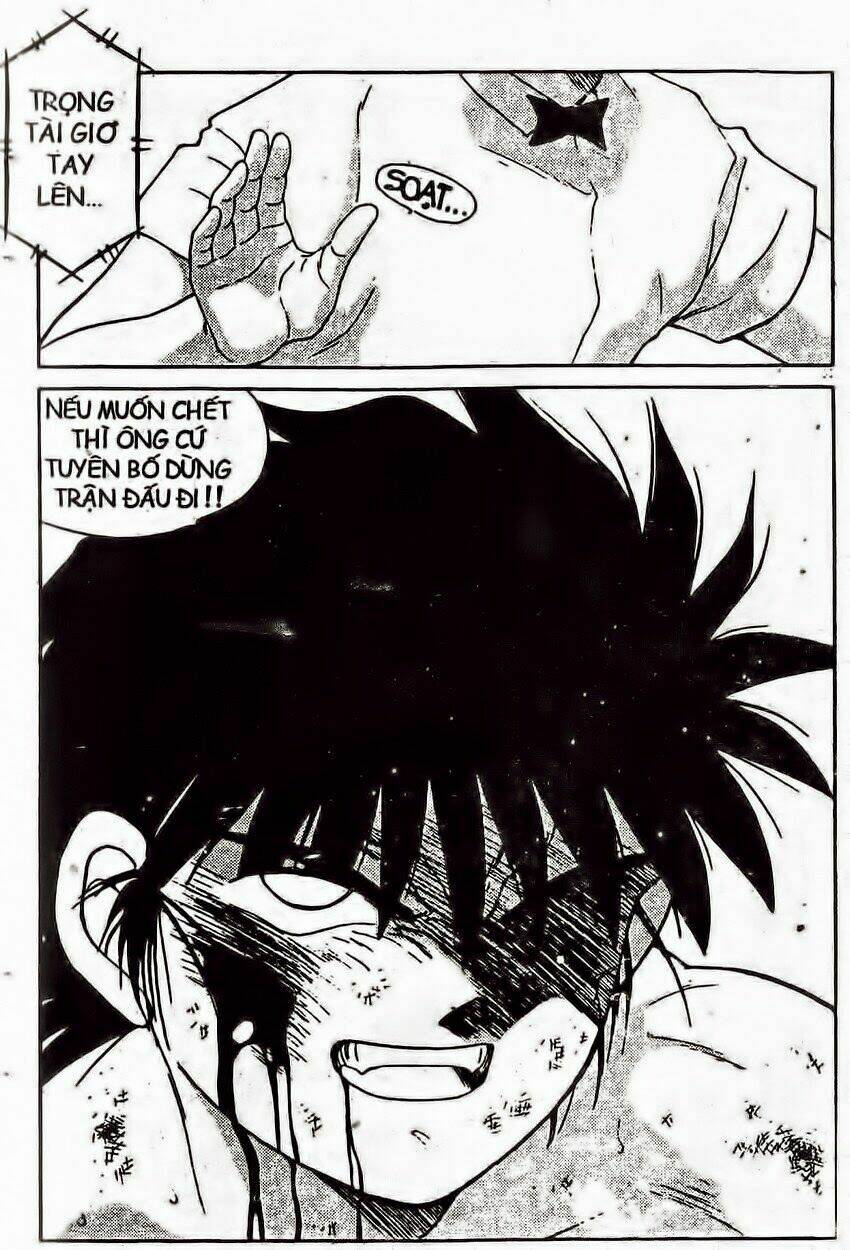 TRỌNG
TÀI GIƠ
TAY
LÊN...
SOẠT...
NẾU MUỐN CHẾT
THÌ ÔNG CỨ
TUYÊN BỐ DỪNG
TRẬN ĐẤU ĐI!!